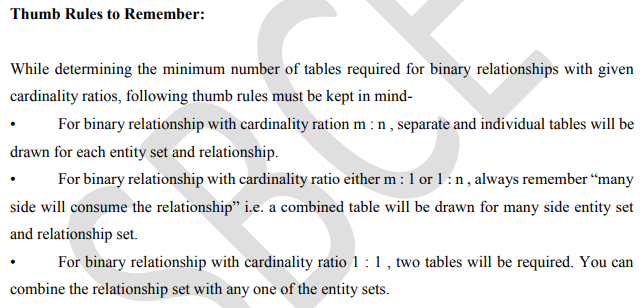 Thumb Rules to Remember:
While determining the minimum number of tables required for binary relationships with given
cardinality ratios, following thumb rules must be kept in mind-
• For binary relationship with cardinality ration m : n , separate and individual tables will be
drawn for each entity set and relationship.
• For binary relationship with cardinality ratio either m : 1 or 1 : n , always remember “many
side will consume the relationship” i.e. a combined table will be drawn for many side entity set
and relationship set.
• For binary relationship with cardinality ratio 1 : 1 , two tables will be required. You can
combine the relationship set with any one of the entity sets.
SBCE